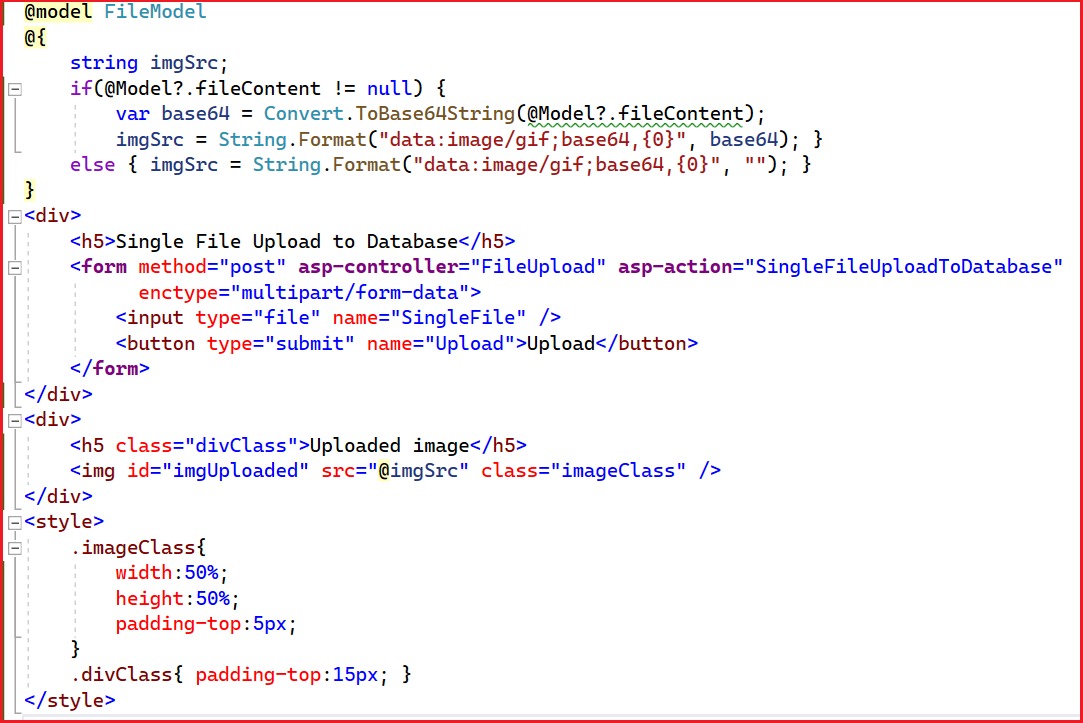 @model FileModel
@{
    string imgSrc;
    if(@Model?.fileContent != null) {
        var base64 = Convert.ToBase64String(@Model?.fileContent);
        imgSrc = String.Format("data:image/gif;base64,{0}", base64); }
    else { imgSrc = String.Format("data:image/gif;base64,{0}", ""); }
}
<div>
    <h5>Single File Upload to Database</h5>
    <form method="post" asp-controller="FileUpload" asp-action="SingleFileUploadToDatabase"
          enctype="multipart/form-data">
        <input type="file" name="SingleFile" />
        <button type="submit" name="Upload">Upload</button>
    </form>
</div>
<div>
    <h5 class="divClass">Uploaded image</h5>
    <img id="imgUploaded" src="@imgSrc" class="imageClass" />
</div>
<style>
    .imageClass{
        width:50%;
        height:50%;
        padding-top:5px;
    }
    .divClass{ padding-top:15px; }
</style>